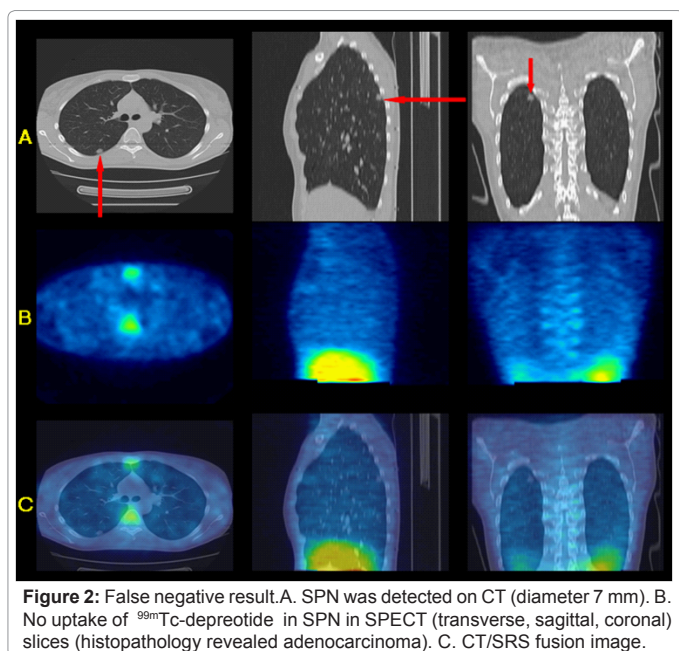 A
B
C
Figure 2: False negative result.A. SPN was detected on CT (diameter 7 mm). B.
No uptake of ⁹⁹ᵐTc-depreotide in SPN in SPECT (transverse, sagittal, coronal)
slices (histopathology revealed adenocarcinoma). C. CT/SRS fusion image.